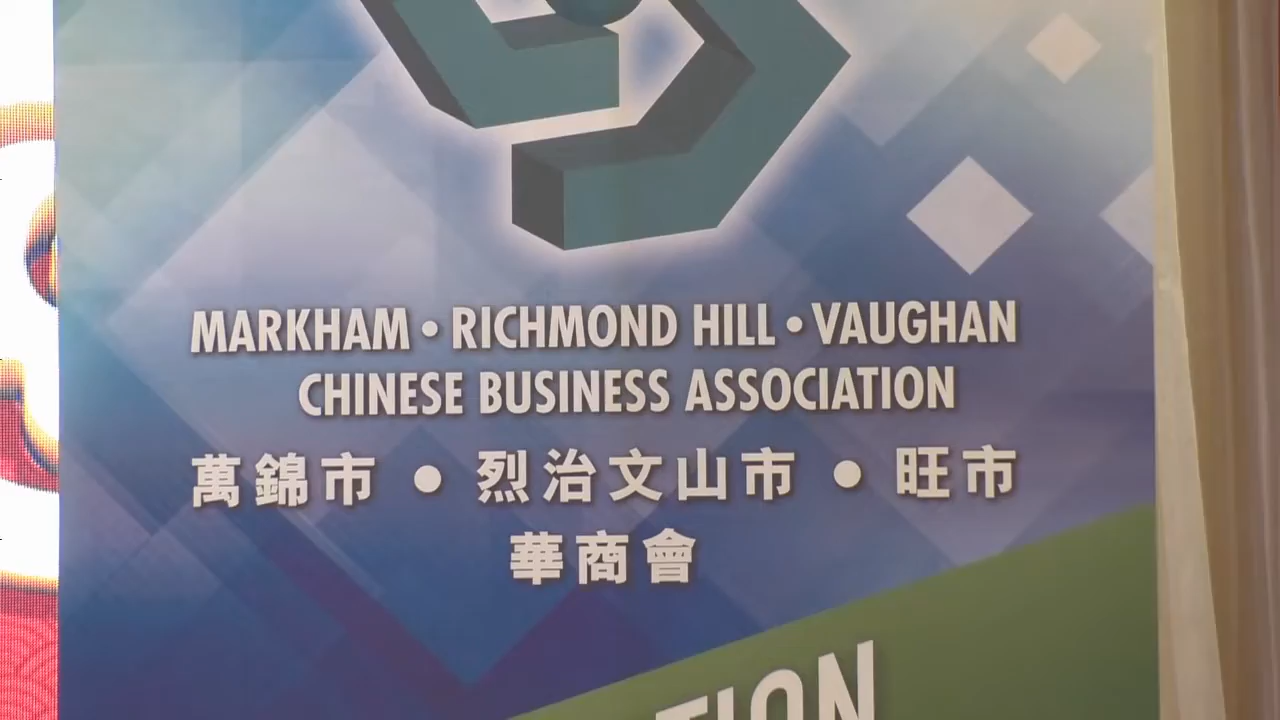 MARKHAM • RICHMOND HILL • VAUGHAN
CHINESE BUSINESS ASSOCIATION
萬錦市 • 烈治文山市 • 旺市
華商會